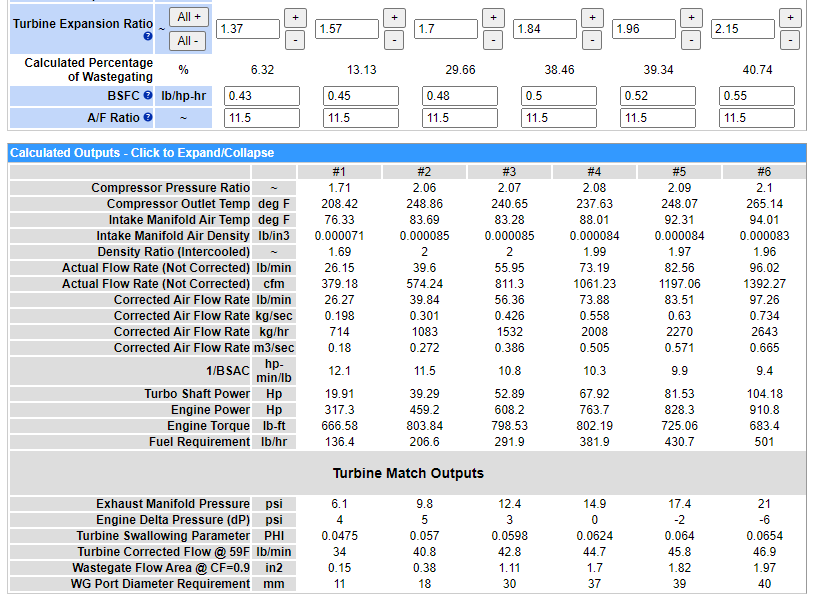 Turbine Expansion Ratio ? ~ All + All - 1.37 + - 1.57 + - 1.7 + - 1.84 + - 1.96 + - 2.15 + -
Calculated Percentage of Wastegating % 6.32 13.13 29.66 38.46 39.34 40.74
BSFC ? lb/hp-hr 0.43 0.45 0.48 0.5 0.52 0.55
A/F Ratio ? ~ 11.5 11.5 11.5 11.5 11.5 11.5
Calculated Outputs - Click to Expand/Collapse
#1 #2 #3 #4 #5 #6
Compressor Pressure Ratio ~ 1.71 2.06 2.07 2.08 2.09 2.1
Compressor Outlet Temp deg F 208.42 248.86 240.65 237.63 248.07 265.14
Intake Manifold Air Temp deg F 76.33 83.69 83.28 88.01 92.31 94.01
Intake Manifold Air Density lb/in3 0.000071 0.000085 0.000085 0.000084 0.000084 0.000083
Density Ratio (Intercooled) ~ 1.69 2 2 1.99 1.97 1.96
Actual Flow Rate (Not Corrected) lb/min 26.15 39.6 55.95 73.19 82.56 96.02
Actual Flow Rate (Not Corrected) cfm 379.18 574.24 811.3 1061.23 1197.06 1392.27
Corrected Air Flow Rate lb/min 26.27 39.84 56.36 73.88 83.51 97.26
Corrected Air Flow Rate kg/sec 0.198 0.301 0.426 0.558 0.63 0.734
Corrected Air Flow Rate kg/hr 714 1083 1532 2008 2270 2643
Corrected Air Flow Rate m3/sec 0.18 0.272 0.386 0.505 0.571 0.665
1/BSAC hp-min/lb 12.1 11.5 10.8 10.3 9.9 9.4
Turbo Shaft Power Hp 19.91 39.29 52.89 67.92 81.53 104.18
Engine Power Hp 317.3 459.2 608.2 763.7 828.3 910.8
Engine Torque lb-ft 666.58 803.84 798.53 802.19 725.06 683.4
Fuel Requirement lb/hr 136.4 206.6 291.9 381.9 430.7 501
Turbine Match Outputs
Exhaust Manifold Pressure psi 6.1 9.8 12.4 14.9 17.4 21
Engine Delta Pressure (dP) psi 4 5 3 0 -2 -6
Turbine Swallowing Parameter PHI 0.0475 0.057 0.0598 0.0624 0.064 0.0654
Turbine Corrected Flow @ 59F lb/min 34 40.8 42.8 44.7 45.8 46.9
Wastegate Flow Area @ CF=0.9 in2 0.15 0.38 1.11 1.7 1.82 1.97
WG Port Diameter Requirement mm 11 18 30 37 39 40